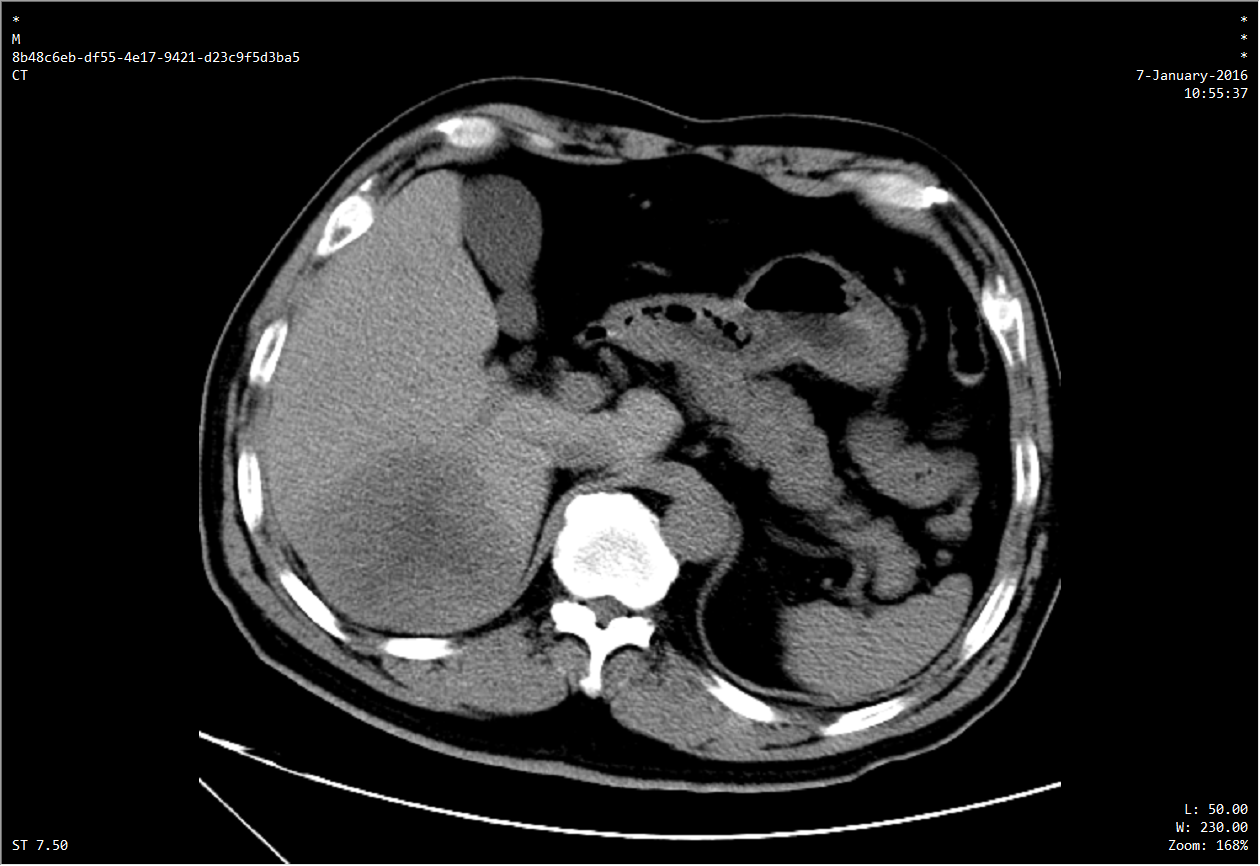 *
M
8b48c6eb-df55-4e17-9421-d23c9f5d3ba5
CT
*
*
*
7-January-2016
10:55:37
ST 7.50
L: 50.00
W: 230.00
Zoom: 168%